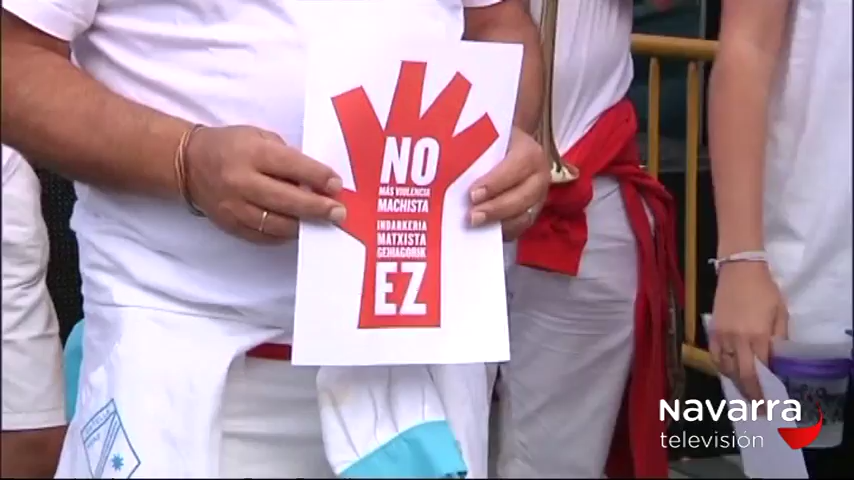 NO
MÁS VIOLENCIA
MACHISTA
INDARKERIA
MATXISTA
GEHIAGORIK
EZ
Navarra
televisión